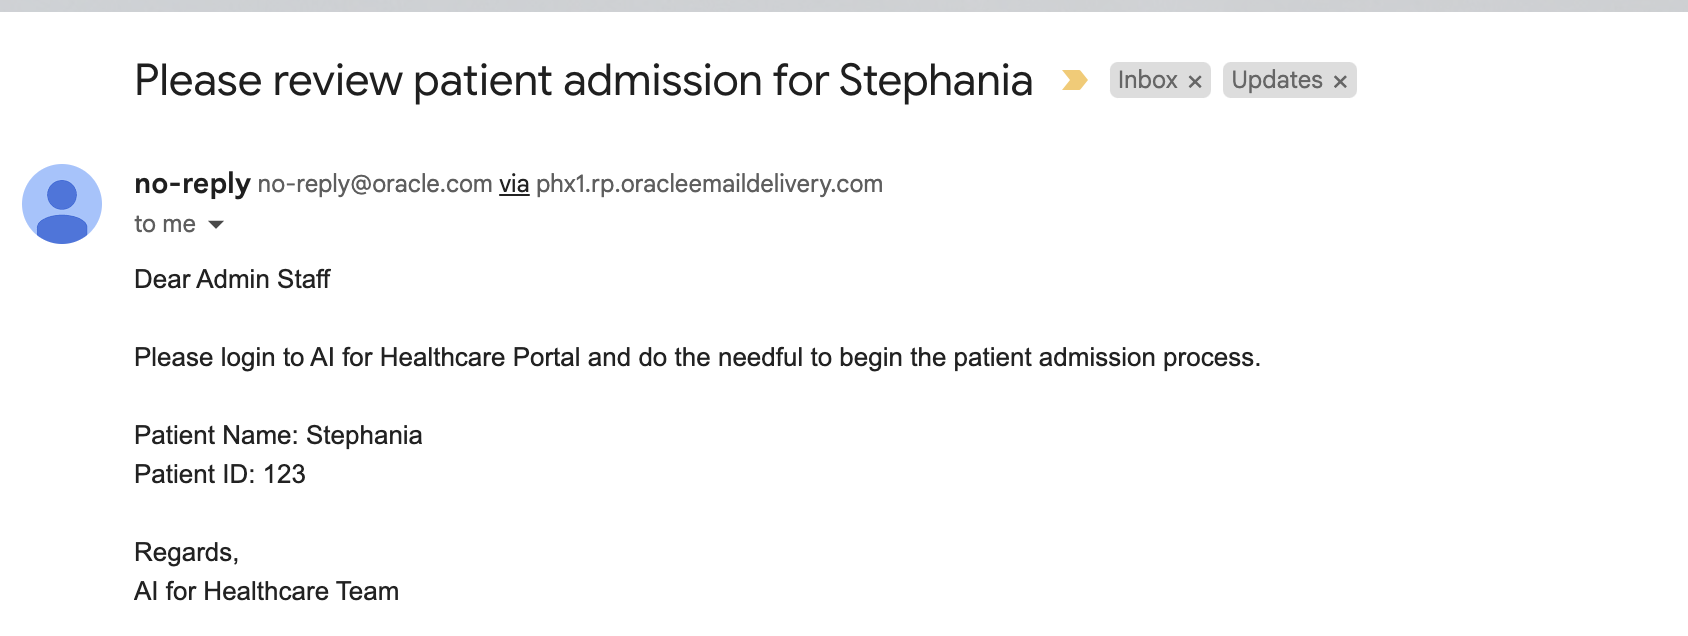 Please review patient admission for Stephania Inbox × Updates ×
no-reply no-reply@oracle.com via phx1.rp.oracleemaildelivery.com
to me
Dear Admin Staff
Please login to AI for Healthcare Portal and do the needful to begin the patient admission process.
Patient Name: Stephania
Patient ID: 123
Regards,
AI for Healthcare Team